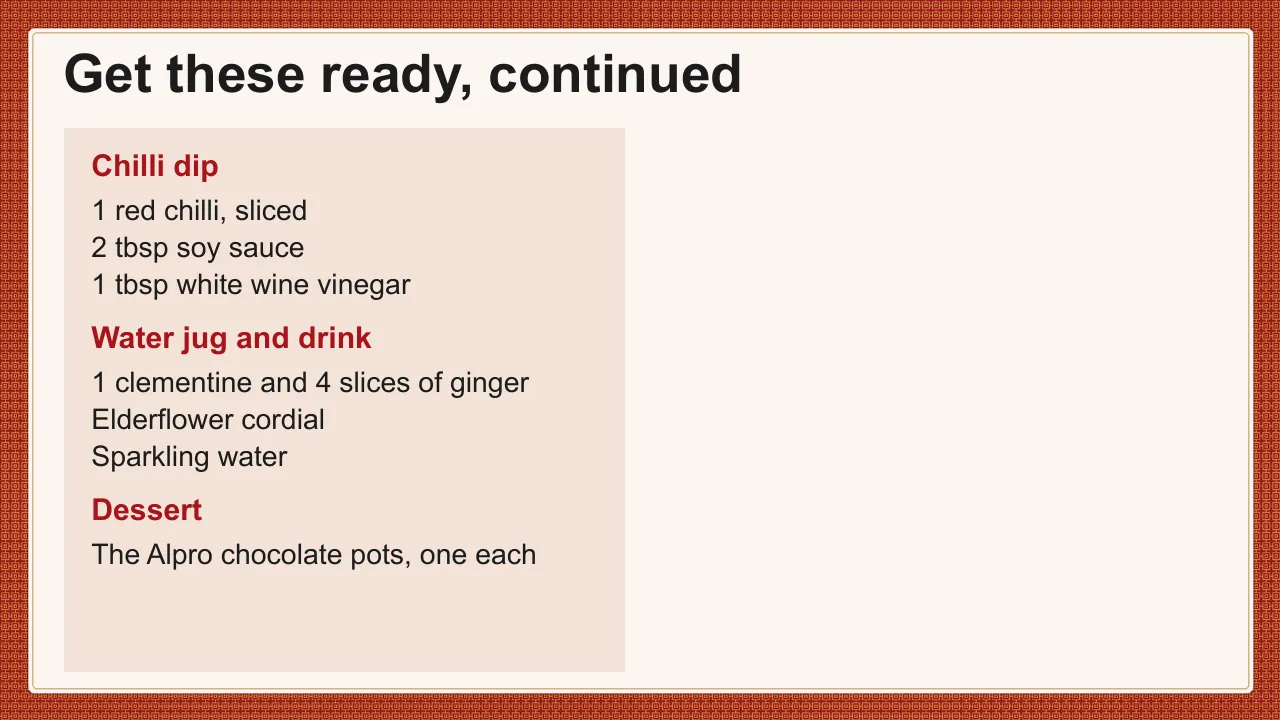 Get these ready, continued
Chilli dip
1 red chilli, sliced
2 tbsp soy sauce
1 tbsp white wine vinegar
Water jug and drink
1 clementine and 4 slices of ginger
Elderflower cordial
Sparkling water
Dessert
The Alpro chocolate pots, one each